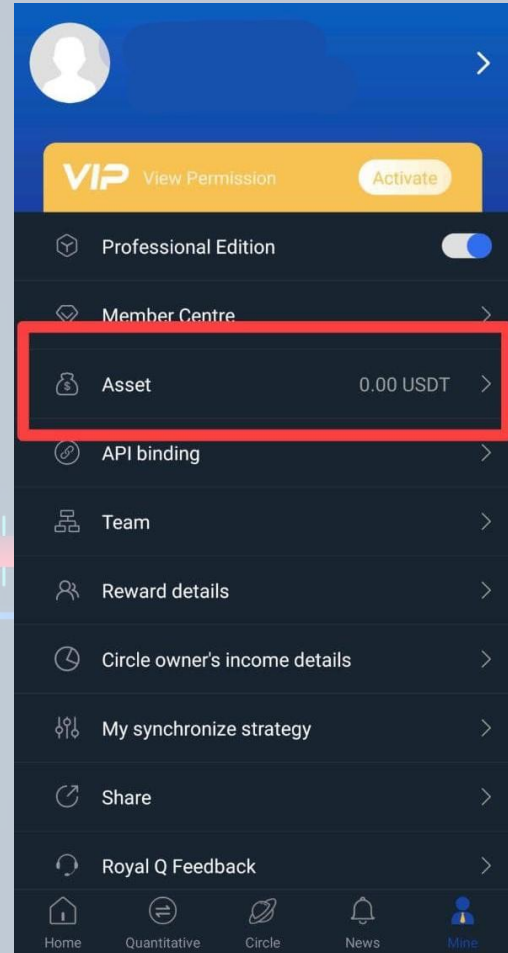 VIP View Permission Activate
Professional Edition
Member Centre
Asset 0.00 USDT
API binding
Team
Reward details
Circle owner's income details
My synchronize strategy
Share
Royal Q Feedback
Home Quantitative Circle News Mine